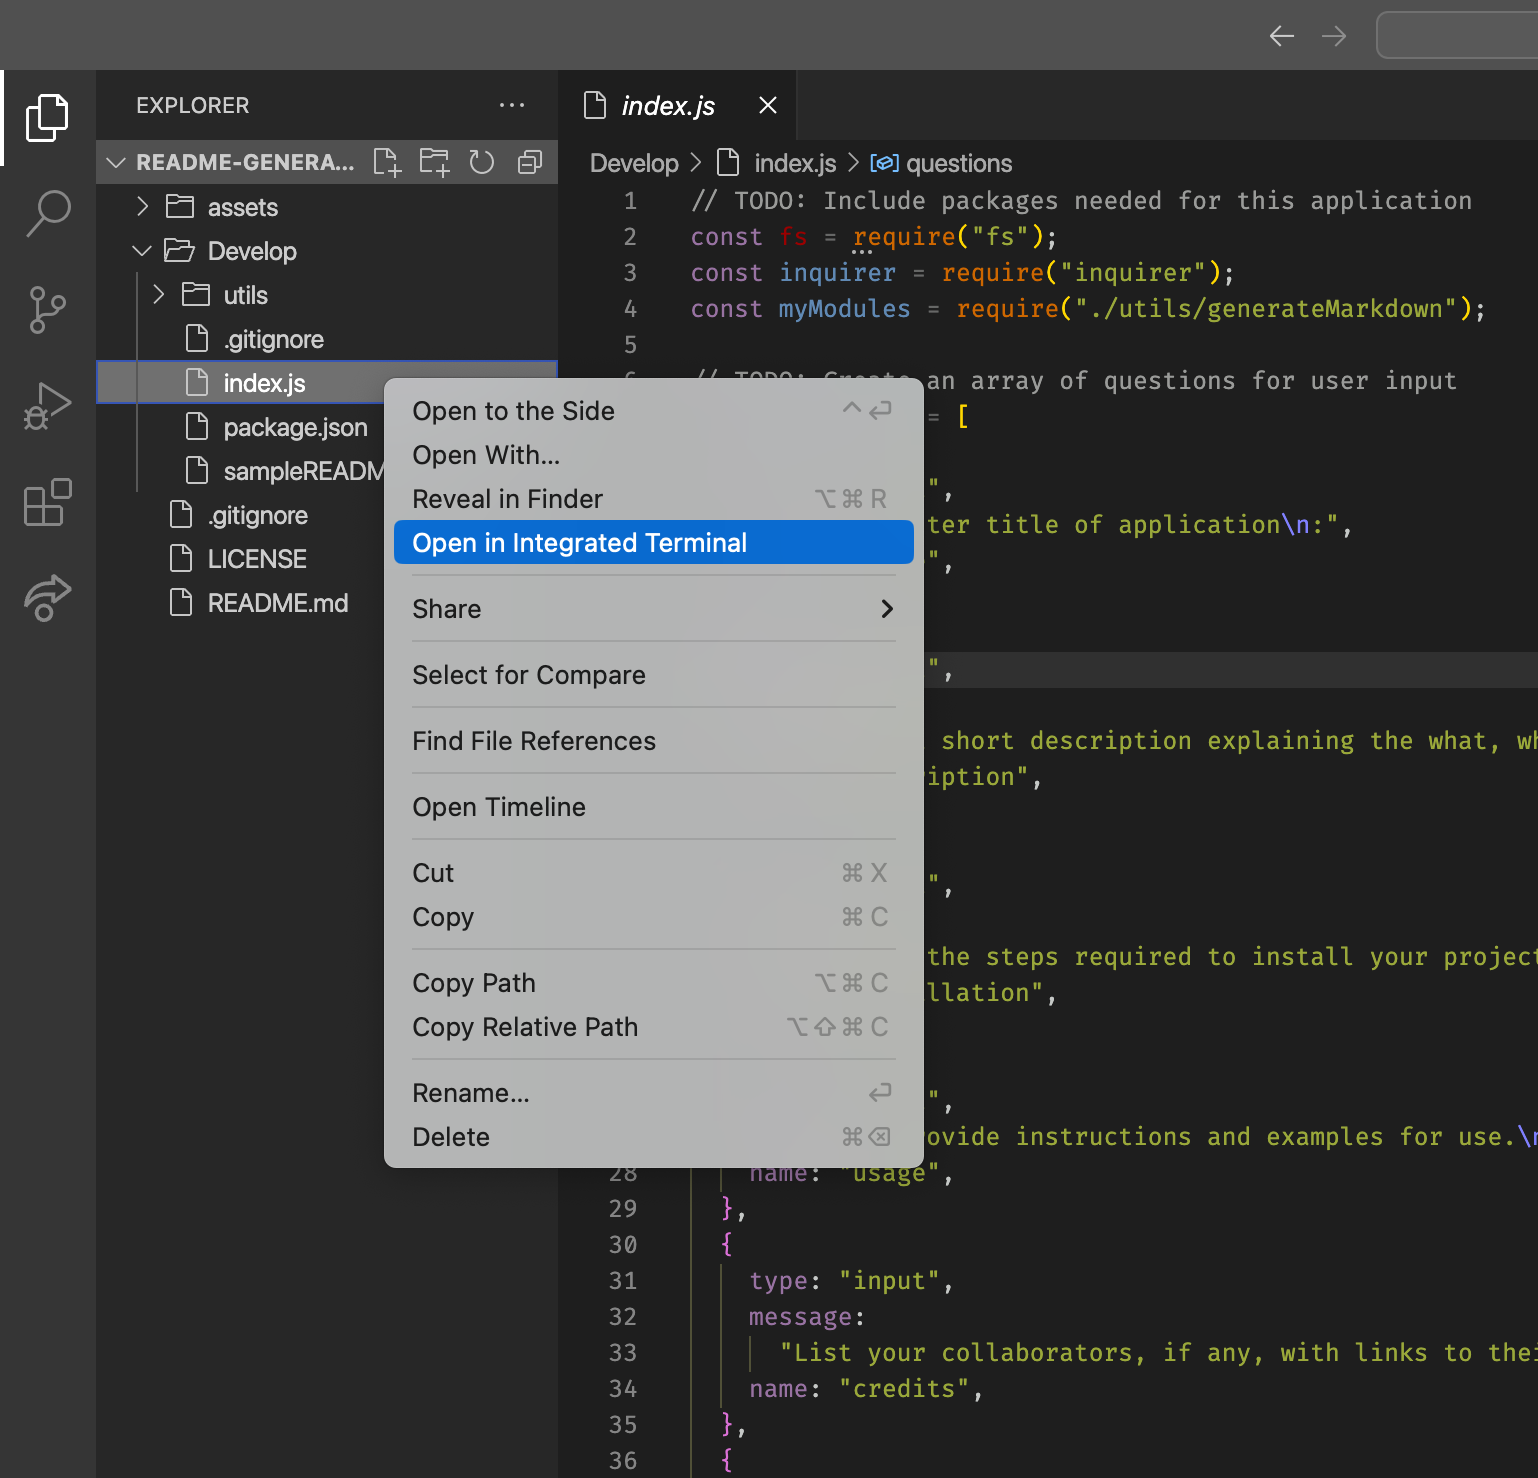 EXPLORER
README-GENERA...
assets
Develop
utils
.gitignore
index.js
package.json
sampleREADM
.gitignore
LICENSE
README.md
index.js
Develop > index.js > questions
1 // TODO: Include packages needed for this application
2 const fs = require("fs");
3 const inquirer = require("inquirer");
4 const myModules = require("./utils/generateMarkdown");
5
an array of questions for user input
= [
",
ter title of application\n:",
",
",
short description explaining the what, wh
ription",
",
the steps required to install your project
llation",
",
ovide instructions and examples for use.\n
28 name: "usage",
29 },
30 {
31 type: "input",
32 message:
33 "List your collaborators, if any, with links to thei
34 name: "credits",
35 },
36 {
Open to the Side ^ ↩
Open With...
Reveal in Finder ⌥⌘ R
Open in Integrated Terminal
Share
Select for Compare
Find File References
Open Timeline
Cut ⌘ X
Copy ⌘ C
Copy Path ⌥⌘ C
Copy Relative Path ⌥⇧⌘ C
Rename... ↩
Delete ⌘⌫